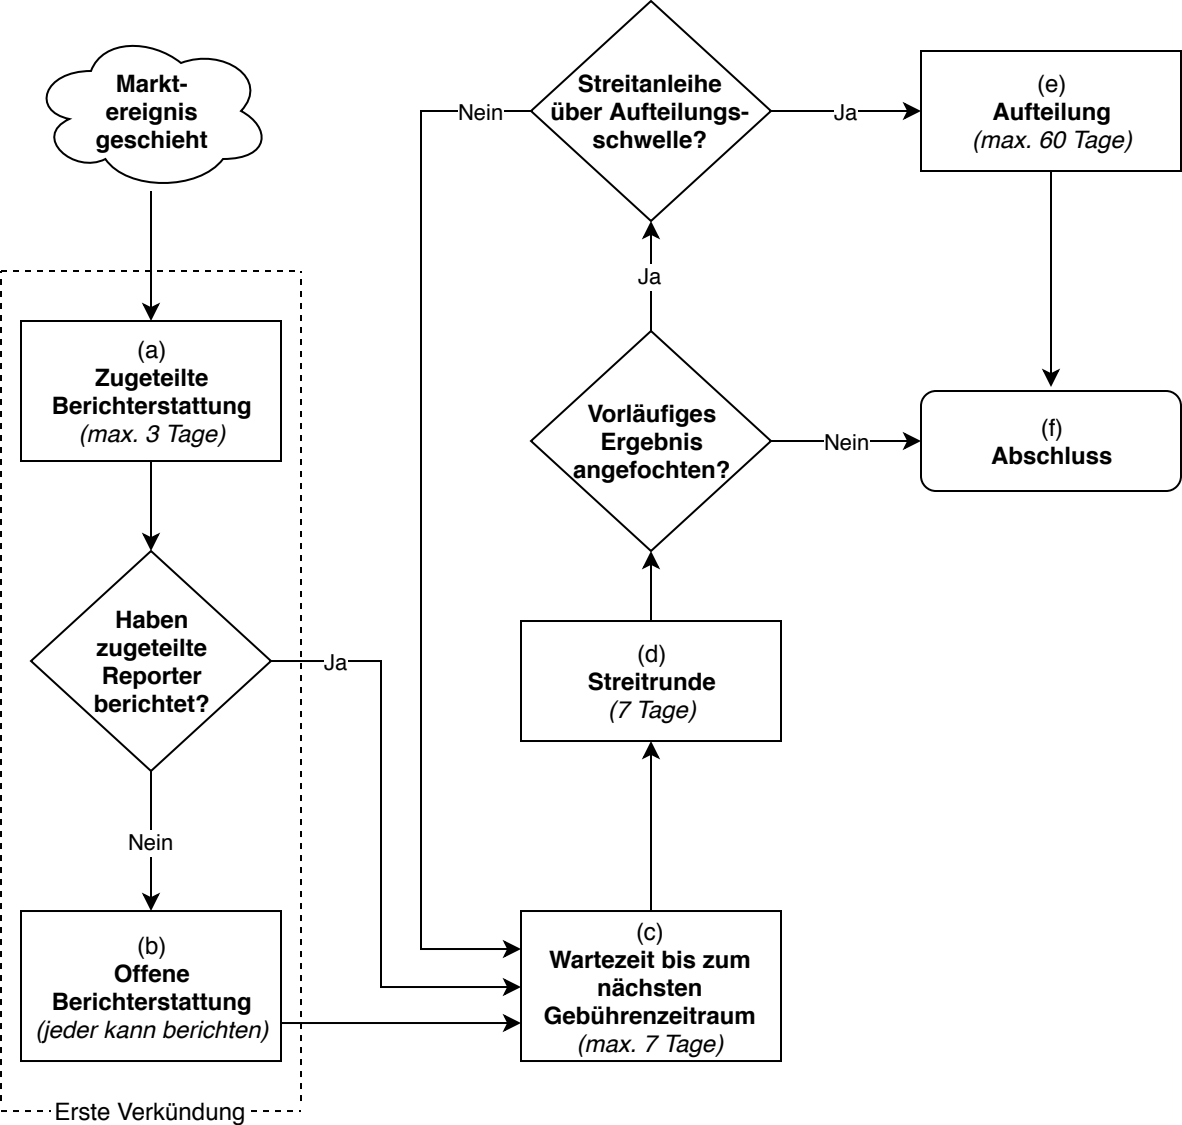 Markt-
ereignis
geschieht
(a)
Zugeteilte
Berichterstattung
(max. 3 Tage)
Haben
zugeteilte
Reporter
berichtet?
Ja
Nein
(b)
Offene
Berichterstattung
(jeder kann berichten)
Erste Verkündung
(c)
Wartezeit bis zum
nächsten
Gebührenzeitraum
(max. 7 Tage)
(d)
Streitrunde
(7 Tage)
Vorläufiges
Ergebnis
angefochten?
Nein
Ja
Streitanleihe
über Aufteilungs-
schwelle?
Nein
Ja
(e)
Aufteilung
(max. 60 Tage)
(f)
Abschluss